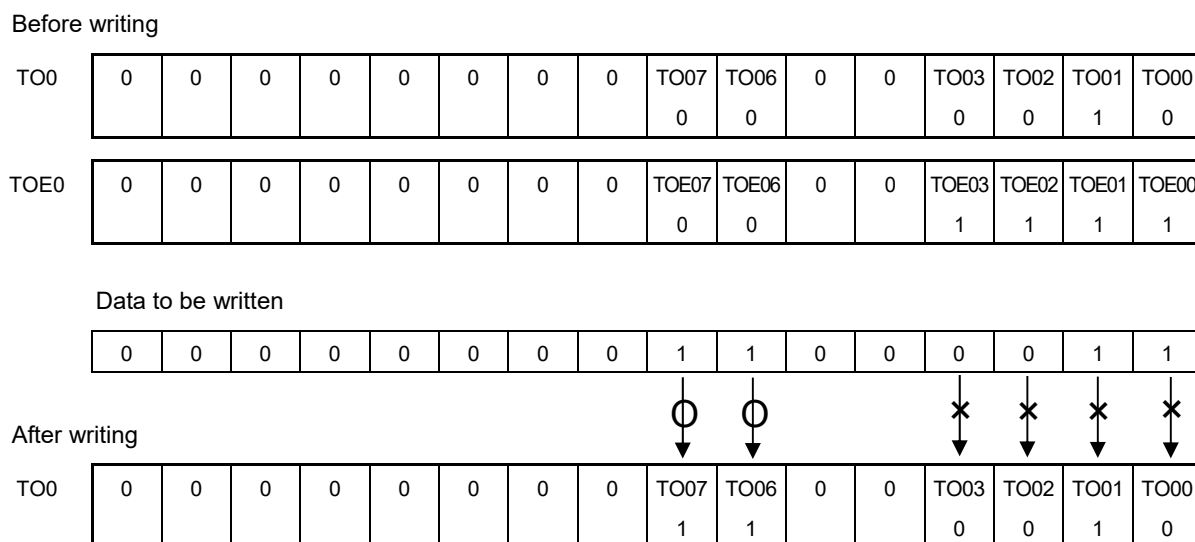 Before writing
TO0 0 0 0 0 0 0 0 0 TO07 TO06 0 0 TO03 TO02 TO01 TO00
0 0 0 0 1 0
TOE0 0 0 0 0 0 0 0 0 TOE07 TOE06 0 0 TOE03 TOE02 TOE01 TOE00
0 0 1 1 1 1
Data to be written
0 0 0 0 0 0 0 0 1 1 0 0 0 0 1 1
O O × × × ×
After writing
TO0 0 0 0 0 0 0 0 0 TO07 TO06 0 0 TO03 TO02 TO01 TO00
1 1 0 0 1 0